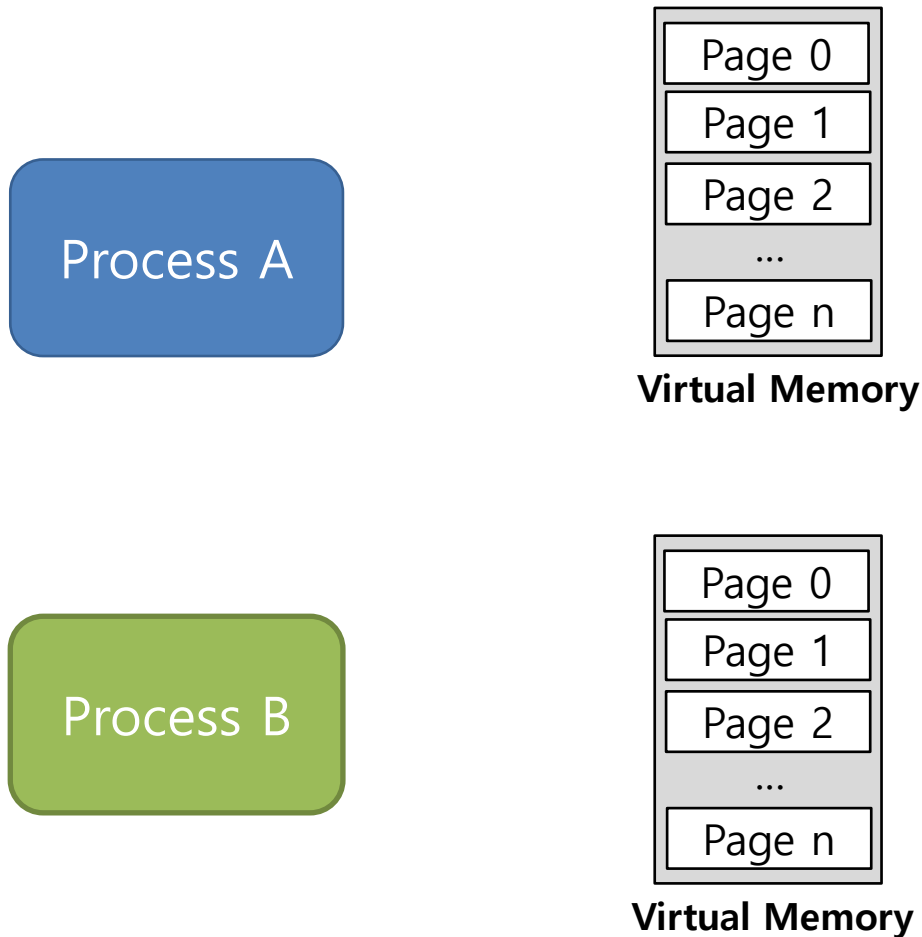 Process A
Page 0
Page 1
Page 2
...
Page n
Virtual Memory
Process B
Page 0
Page 1
Page 2
...
Page n
Virtual Memory